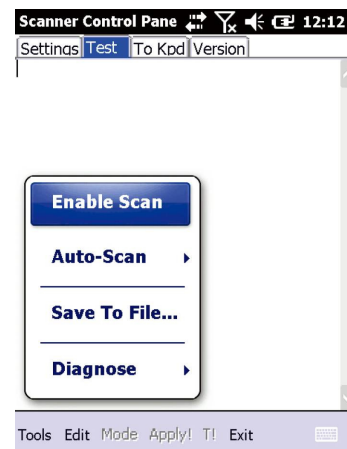 Scanner Control Pane 12:12
Settings Test To Kpd Version
Enable Scan
Auto-Scan
Save To File...
Diagnose
Tools Edit Mode Apply! T! Exit